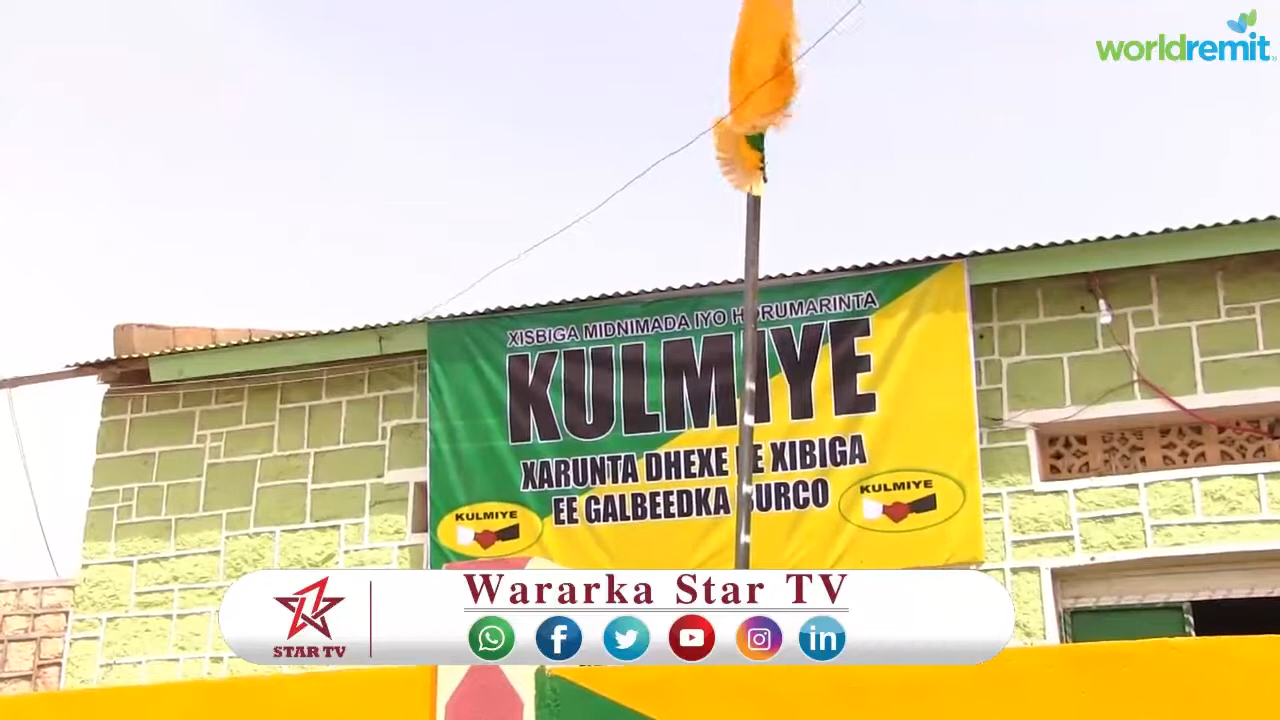 worldremit
XISBIGA MIDNIMADA IYO HORUMARINTA
KULMIYE
XARUNTA DHEXE EE XIBIGA
EE GALBEEDKA BURCO
KULMIYE
KULMIYE
Wararka Star TV
STAR TV